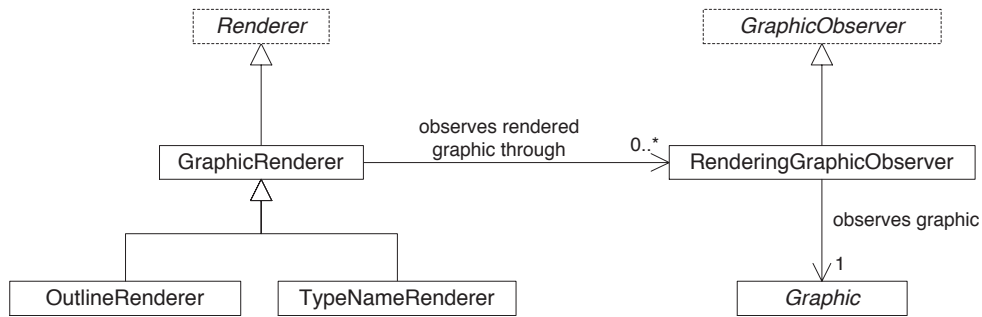 Renderer
GraphicObserver
observes rendered
graphic through
0..*
GraphicRenderer
RenderingGraphicObserver
observes graphic
1
OutlineRenderer
TypeNameRenderer
Graphic